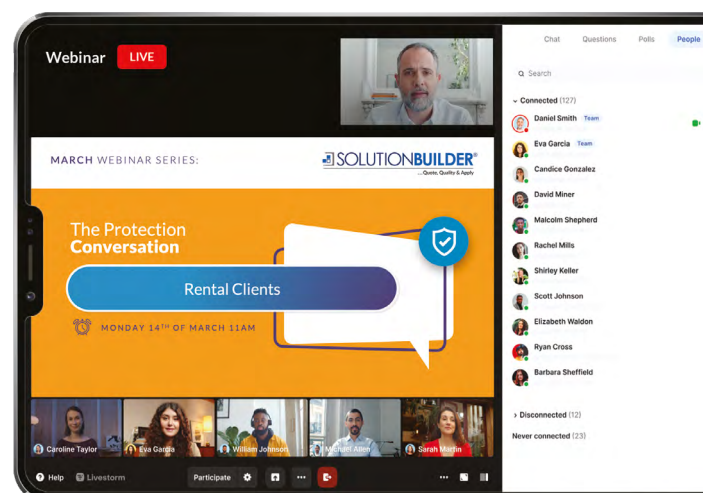 Webinar
LIVE
MARCH WEBINAR SERIES:
SOLUTIONBUILDER®
...Quote, Quality & Apply
The Protection
Conversation
Rental Clients
MONDAY 14TH OF MARCH 11AM
Caroline Taylor
Eva Garcia
William Johnson
Michael Allen
Sarah Martin
Help
Livestorm
Participate
Chat
Questions
Polls
People
Search
Connected (127)
Daniel Smith Team
Eva Garcia Team
Candice Gonzalez
David Miner
Malcolm Shepherd
Rachel Mills
Shirley Keller
Scott Johnson
Elizabeth Waldon
Ryan Cross
Barbara Sheffield
Disconnected (12)
Never connected (23)